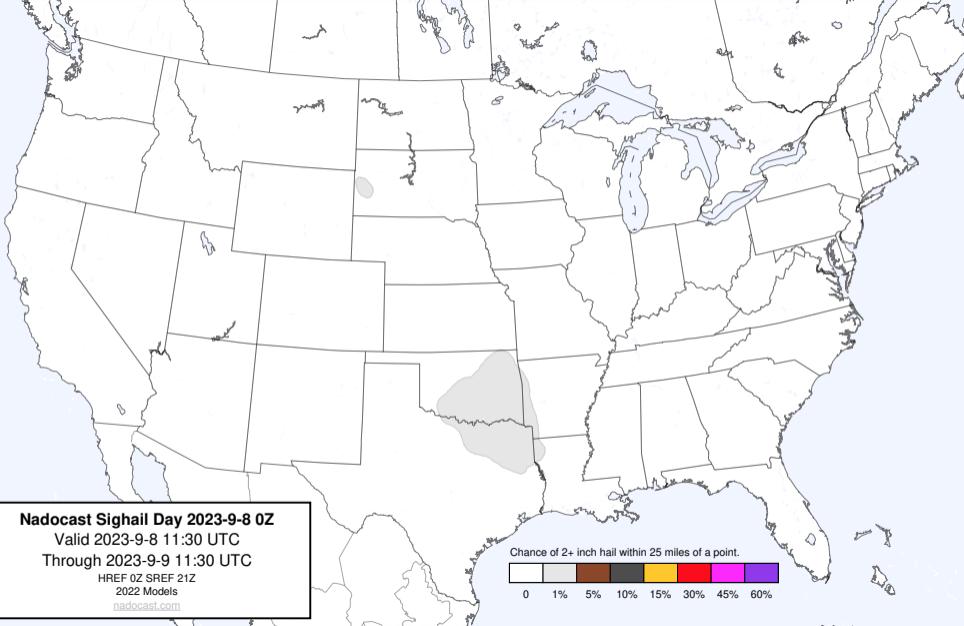 Nadocast Sighail Day 2023-9-8 0Z
Valid 2023-9-8 11:30 UTC
Through 2023-9-9 11:30 UTC
HREF 0Z SREF 21Z
2022 Models
nadocast.com
Chance of 2+ inch hail within 25 miles of a point.
0 1% 5% 10% 15% 30% 45% 60%